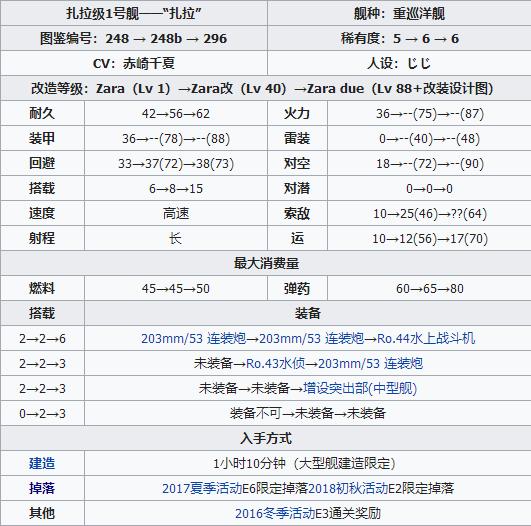 扎拉级1号舰——“扎拉” 舰种：重巡洋舰
图鉴编号：248 → 248b → 296 稀有度：5 → 6 → 6
CV：赤崎千夏 人设：じじ
改造等级：Zara（Lv 1）→Zara改（Lv 40）→Zara due（Lv 88+改装设计图）
耐久 42→56→62 火力 36→--(75)→--(87)
装甲 36→--(78)→--(88) 雷装 0→--(40)→--(48)
回避 33→37(72)→38(73) 对空 18→--(72)→--(90)
搭载 6→8→15 对潜 0→0→0
速度 高速 索敌 10→25(46)→??(64)
射程 长 运 10→12(56)→17(70)
最大消费量
燃料 45→45→50 弹药 60→65→80
搭载 装备
2→2→6 203mm/53 连装炮→203mm/53 连装炮→Ro.44水上战斗机
2→2→3 未装备→Ro.43水侦→203mm/53 连装炮
2→2→3 未装备→未装备→增设突出部(中型舰)
0→2→3 装备不可→未装备→未装备
入手方式
建造 1小时10分钟（大型舰建造限定）
掉落 2017夏季活动E6限定掉落2018初秋活动E2限定掉落
其他 2016冬季活动E3通关奖励